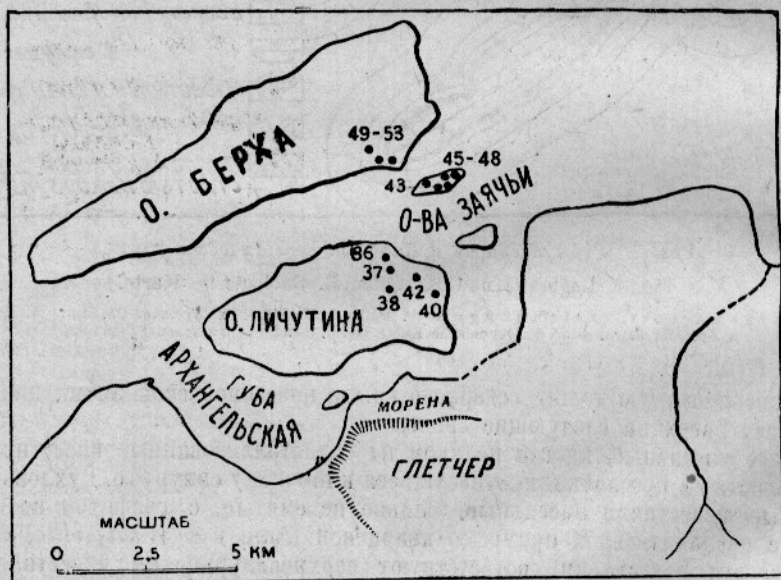 49-53
О. БЕРХА
45-48
43-
О-ВА ЗАЯЧЬИ
36
37
42
38
40
О. ЛИЧУТИНА
ГУБА
АРХАНГЕЛЬСКАЯ
МОРЕНА
ГЛЕТЧЕР
МАСШТАБ
0 2,5 5 КМ